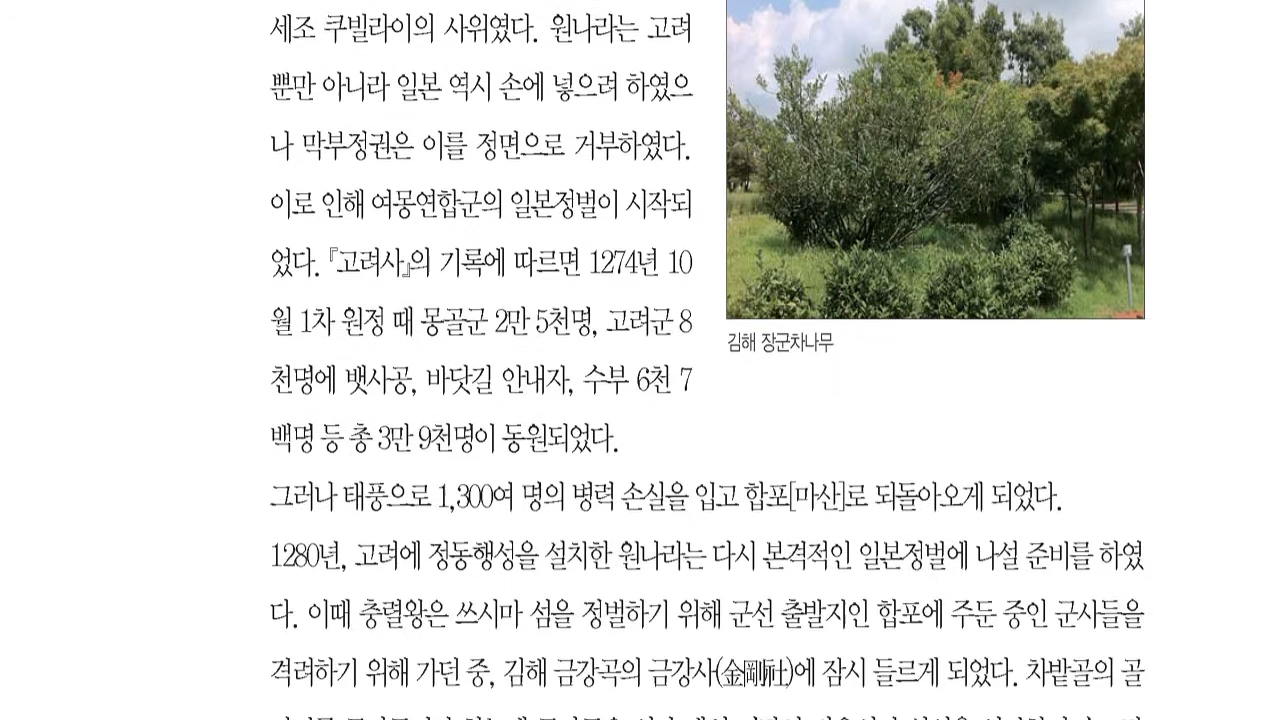 세조 쿠빌라이의 사위였다. 원나라는 고려
뿐만 아니라 일본 역시 손에 넣으려 하였으
나 막부정권은 이를 정면으로 거부하였다.
이로 인해 여몽연합군의 일본정벌이 시작되
었다. 『고려사』의 기록에 따르면 1274년 10
월 1차 원정 때 몽골군 2만 5천명, 고려군 8
천명에 뱃사공, 바닷길 안내자, 수부 6천 7
백명 등 총 3만 9천명이 동원되었다.
김해 장군차나무
그러나 태풍으로 1,300여 명의 병력 손실을 입고 합포[마산]로 되돌아오게 되었다.
1280년, 고려에 정동행성을 설치한 원나라는 다시 본격적인 일본정벌에 나설 준비를 하였
다. 이때 충렬왕은 쓰시마 섬을 정벌하기 위해 군선 출발지인 합포에 주둔 중인 군사들을
격려하기 위해 가던 중, 김해 금강곡의 금강사(金剛社)에 잠시 들르게 되었다. 차밭골의 골